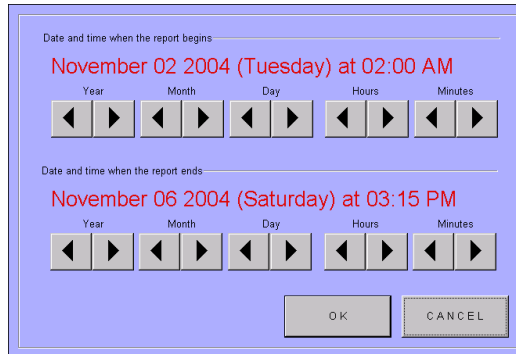 Date and time when the report begins
November 02 2004 (Tuesday) at 02:00 AM
Year Month Day Hours Minutes
Date and time when the report ends
November 06 2004 (Saturday) at 03:15 PM
Year Month Day Hours Minutes
OK CANCEL